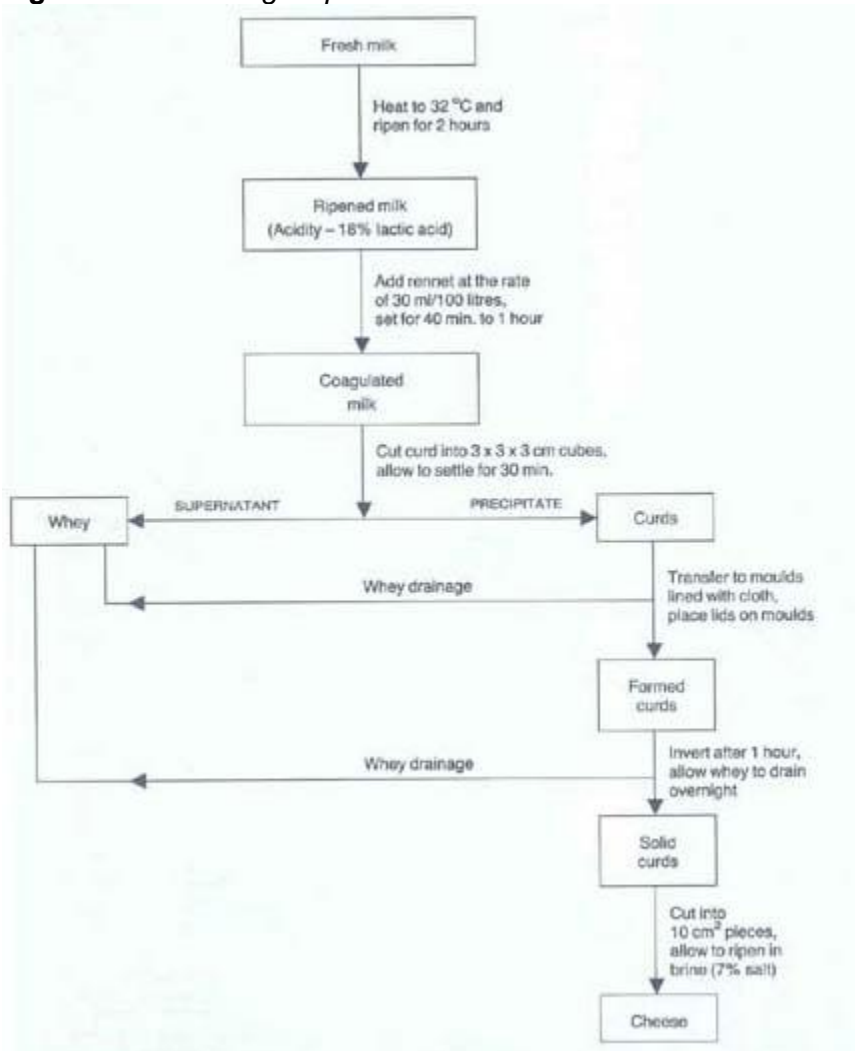 Fresh milk
Heat to 32 °C and
ripen for 2 hours
Ripened milk
(Acidity – 18% lactic acid)
Add rennet at the rate
of 30 ml/100 litres,
set for 40 min. to 1 hour
Coagulated
milk
Cut curd into 3 x 3 x 3 cm cubes,
allow to settle for 30 min.
Whey
SUPERNATANT
PRECIPITATE
Curds
Whey drainage
Transfer to moulds
lined with cloth,
place lids on moulds
Formed
curds
Whey drainage
Invert after 1 hour,
allow whey to drain
overnight
Solid
curds
Cut into
10 cm² pieces,
allow to ripen in
brine (7% salt)
Cheese